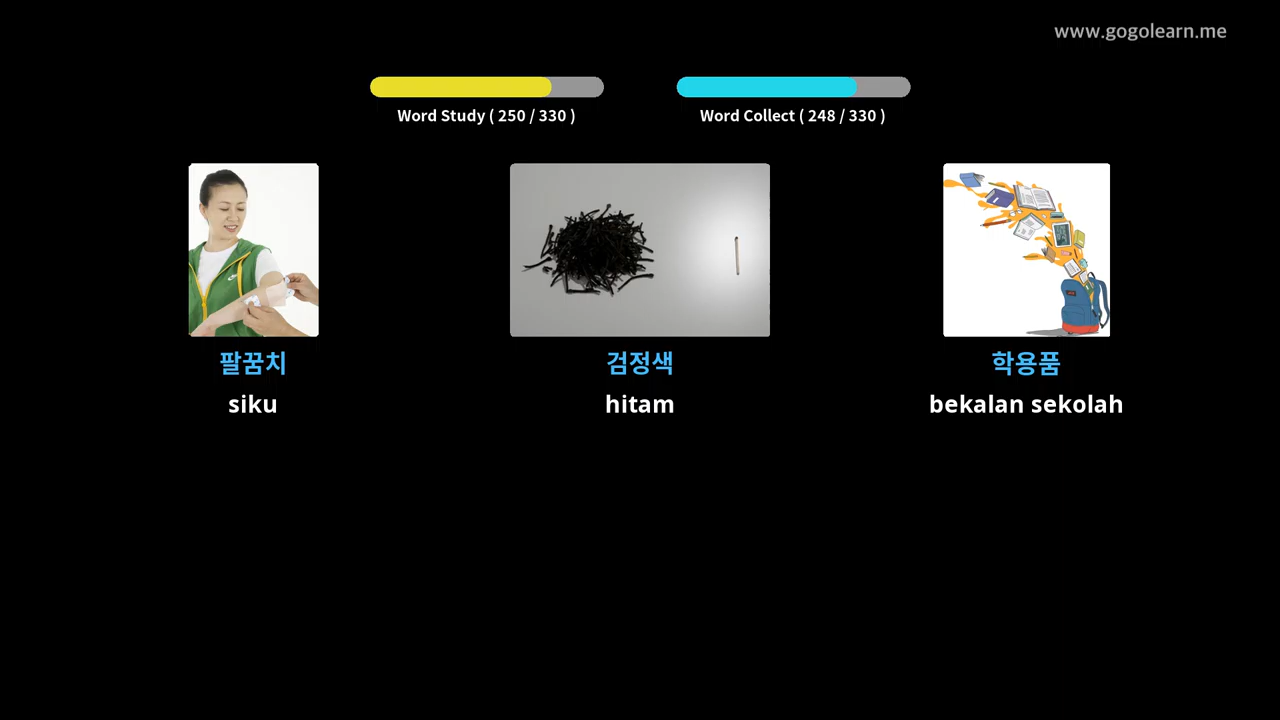 www.gogolearn.me
Word Study ( 250 / 330 )
Word Collect ( 248 / 330 )
팔꿈치
검정색
학용품
siku
hitam
bekalan sekolah